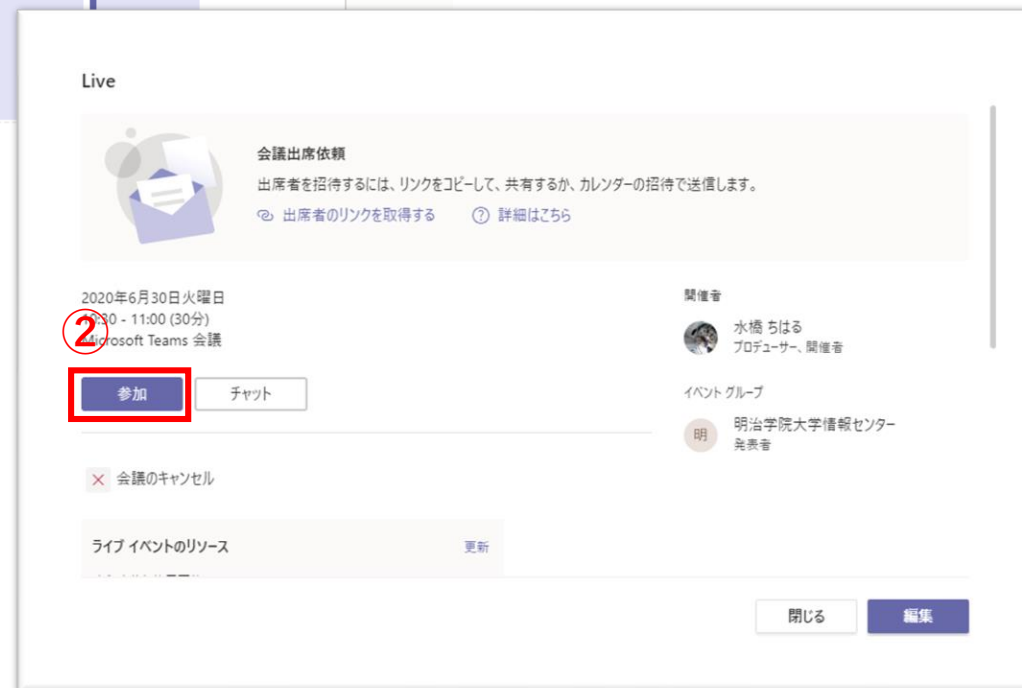 Live
会議出席依頼
出席者を招待するには、リンクをコピーして、共有するか、カレンダーの招待で送信します。
出席者のリンクを取得する ? 詳細はこちら
2020年6月30日火曜日
10:30 - 11:00 (30分)
②
Microsoft Teams 会議
参加 チャット
× 会議のキャンセル
ライブ イベントのリソース 更新
開催者
水橋 ちはる
プロデューサー、開催者
イベント グループ
明 明治学院大学情報センター
発表者
閉じる 編集